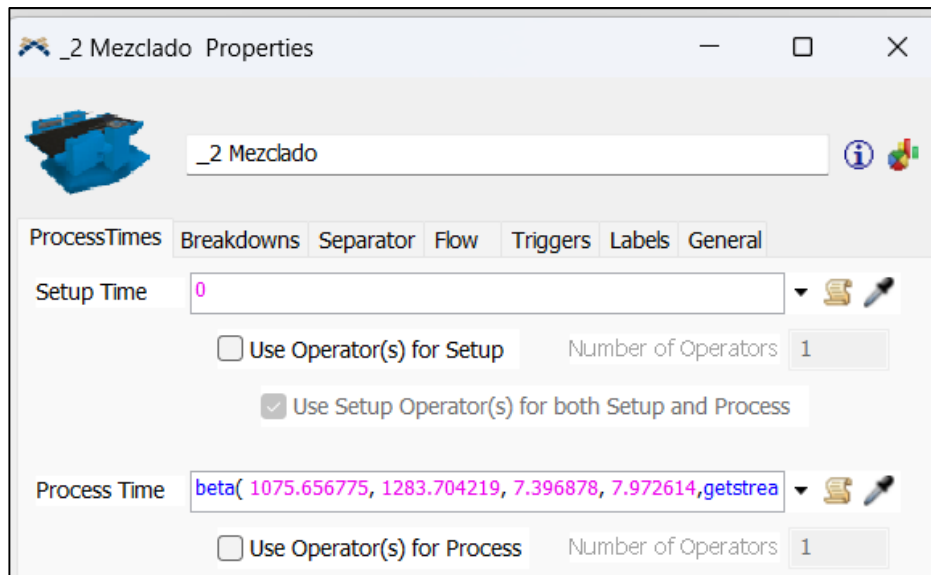 _2 Mezclado Properties
_2 Mezclado
ProcessTimes Breakdowns Separator Flow Triggers Labels General
Setup Time 0
Use Operator(s) for Setup Number of Operators 1
Use Setup Operator(s) for both Setup and Process
Process Time beta( 1075.656775, 1283.704219, 7.396878, 7.972614,getstrea
Use Operator(s) for Process Number of Operators 1